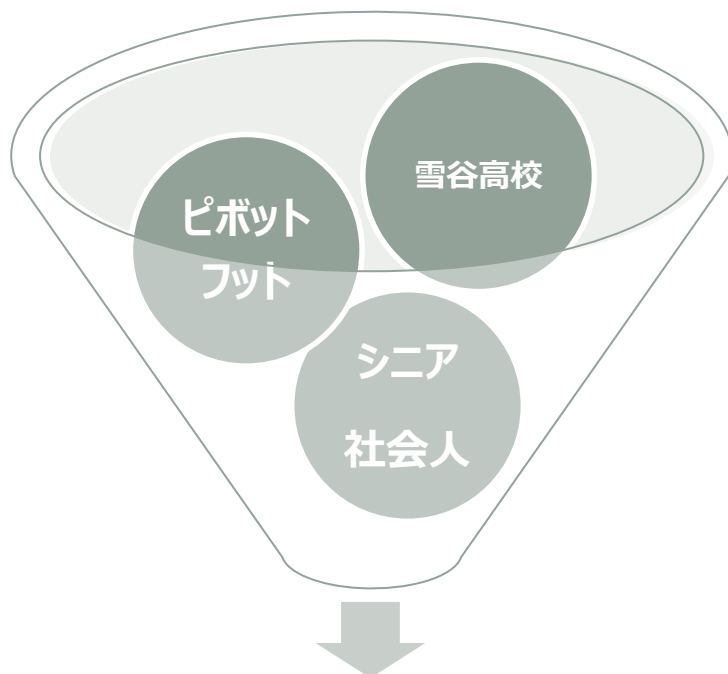 雪谷高校
ピボット
フット
シニア
社会人